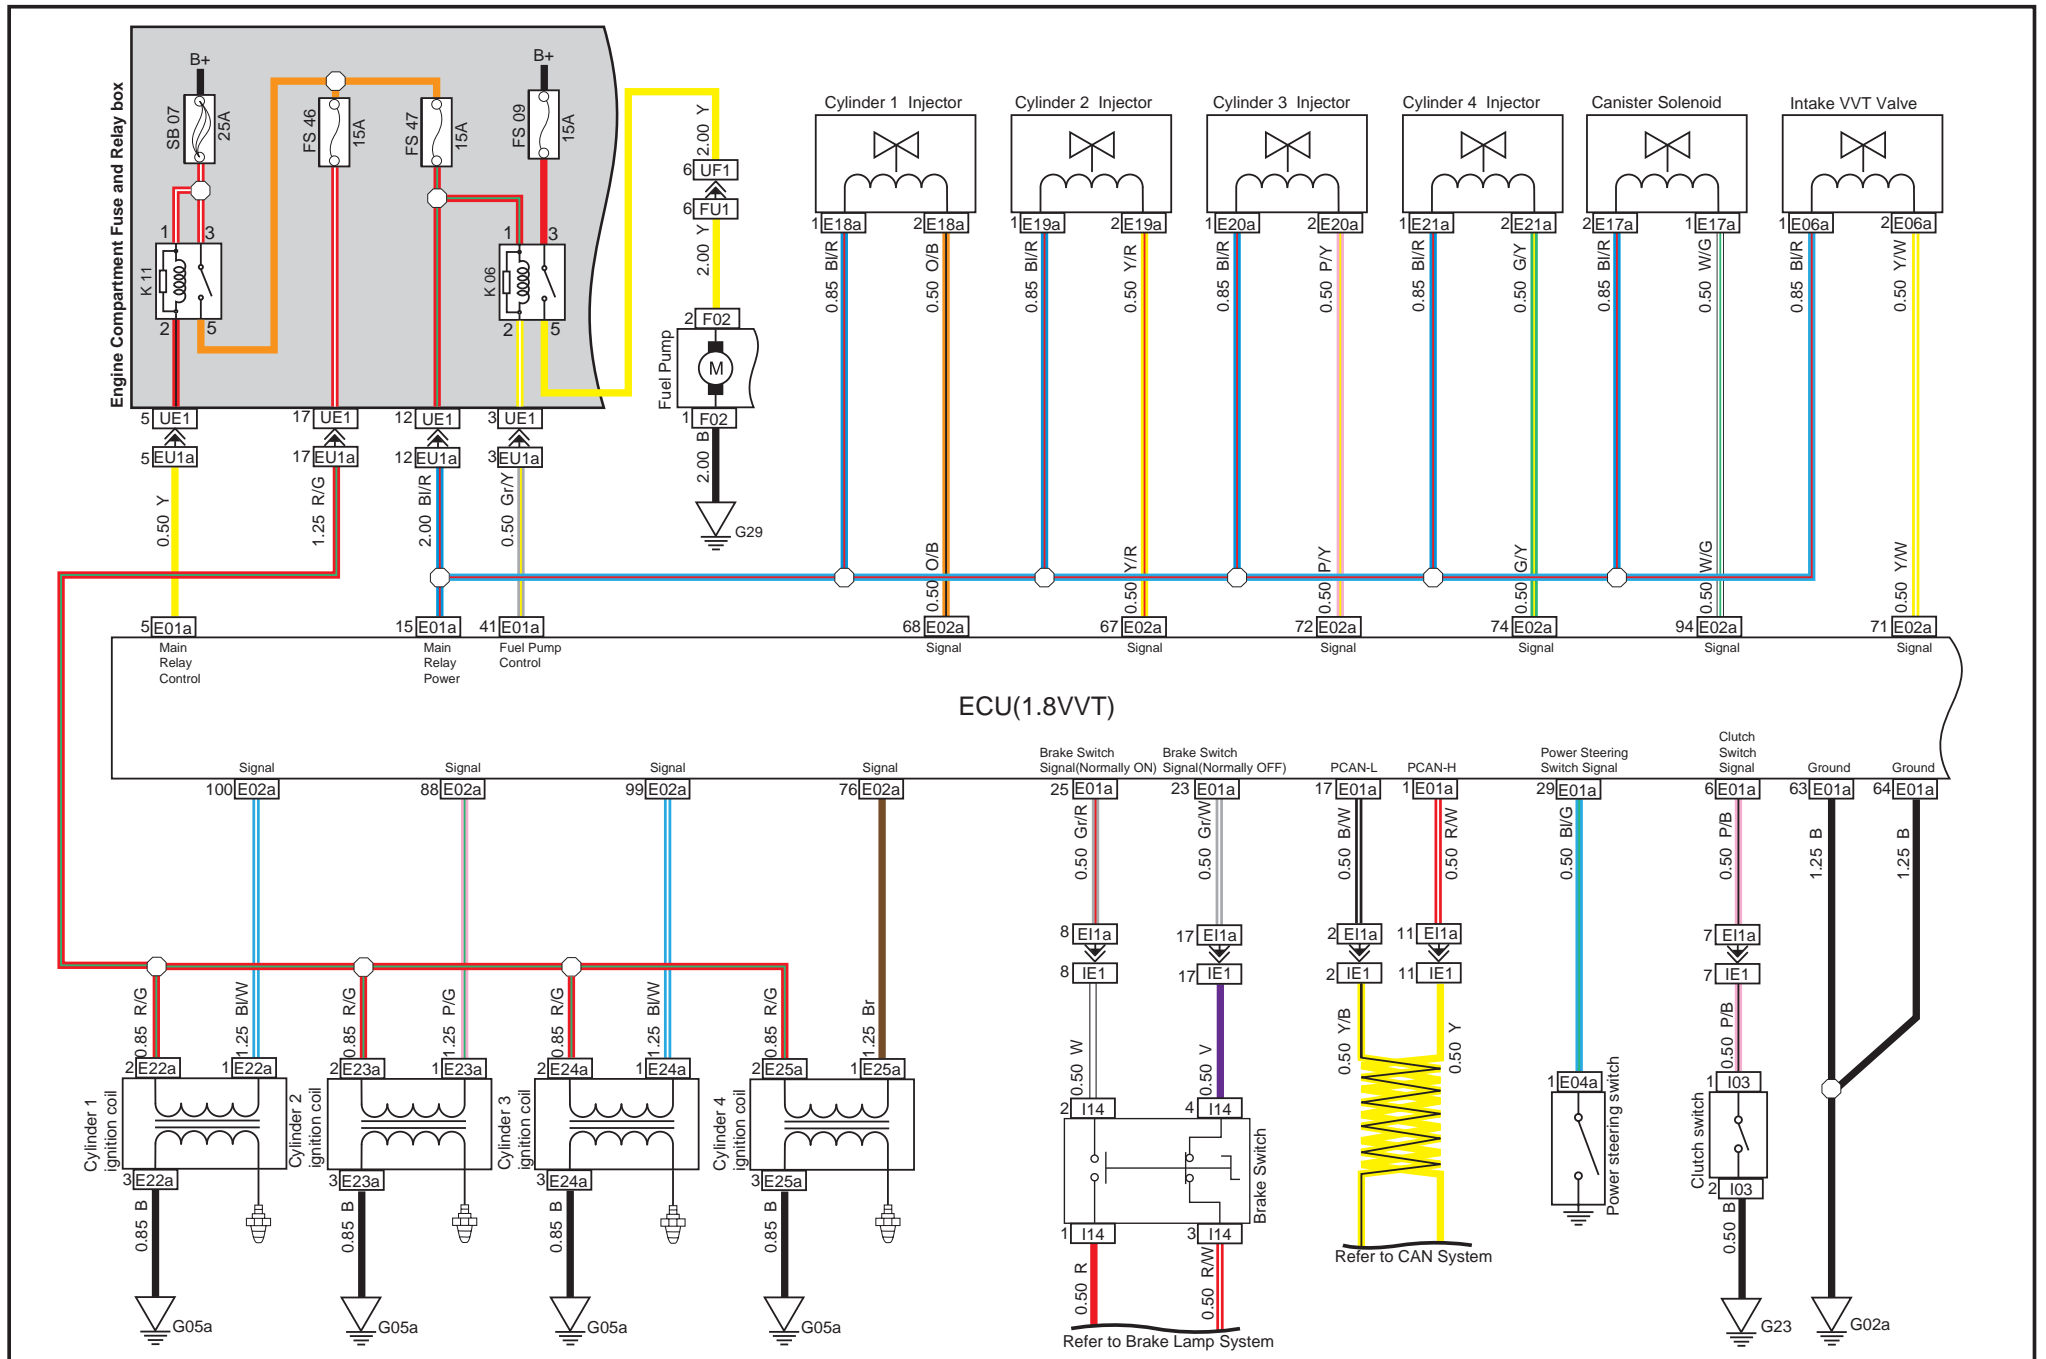 Engine Compartment Fuse and Relay box
B+
SB 07
25A
FS 46
15A
FS 47
15A
B+
FS 09
15A
1
3
K 11
2
5
1
3
K 06
2
5
2.00 Y
6 UF1
6 FU1
2.00 Y
2 F02
Fuel Pump
M
1 F02
2.00 B
G29
5 UE1
17 UE1
12 UE1
3 UE1
5 EU1a
17 EU1a
12 EU1a
3 EU1a
0.50 Y
1.25 R/G
2.00 Bl/R
0.50 Gr/Y
Cylinder 1 Injector
Cylinder 2 Injector
Cylinder 3 Injector
Cylinder 4 Injector
Canister Solenoid
Intake VVT Valve
1 E18a
2 E18a
1 E19a
2 E19a
1 E20a
2 E20a
1 E21a
2 E21a
2 E17a
1 E17a
1 E06a
2 E06a
0.85 Bl/R
0.50 O/B
0.85 Bl/R
0.50 Y/R
0.85 Bl/R
0.50 P/Y
0.85 Bl/R
0.50 G/Y
0.85 Bl/R
0.50 W/G
0.85 Bl/R
0.50 Y/W
0.50 O/B
0.50 Y/R
0.50 P/Y
0.50 G/Y
0.50 W/G
0.50 Y/W
5 E01a
15 E01a
41 E01a
68 E02a
67 E02a
72 E02a
74 E02a
94 E02a
71 E02a
Main
Relay
Control
Main
Relay
Power
Fuel Pump
Control
Signal
Signal
Signal
Signal
Signal
Signal
ECU(1.8VVT)
Signal
Signal
Signal
Signal
Brake Switch
Signal(Normally ON)
Brake Switch
Signal(Normally OFF)
PCAN-L
PCAN-H
Power Steering
Switch Signal
Clutch
Switch
Signal
Ground
Ground
100 E02a
88 E02a
99 E02a
76 E02a
25 E01a
23 E01a
17 E01a
1 E01a
29 E01a
6 E01a
63 E01a
64 E01a
0.50 Gr/R
0.50 Gr/W
0.50 B/W
0.50 R/W
0.50 Bl/G
0.50 P/B
1.25 B
1.25 B
8 EI1a
17 EI1a
2 EI1a
11 EI1a
7 EI1a
8 IE1
17 IE1
2 IE1
11 IE1
7 IE1
0.85 R/G
1.25 Bl/W
0.85 R/G
1.25 P/G
0.85 R/G
1.25 Bl/W
0.85 R/G
1.25 Br
0.50 W
0.50 V
0.50 Y/B
0.50 Y
0.50 P/B
2 E22a
1 E22a
2 E23a
1 E23a
2 E24a
1 E24a
2 E25a
1 E25a
Cylinder 1
ignition coil
Cylinder 2
ignition coil
Cylinder 3
ignition coil
Cylinder 4
ignition coil
3 E22a
3 E23a
3 E24a
3 E25a
0.85 B
0.85 B
0.85 B
0.85 B
G05a
G05a
G05a
G05a
2 I14
4 I14
Brake Switch
1 I14
3 I14
0.50 R
0.50 R/W
Refer to Brake Lamp System
Refer to CAN System
1 E04a
Power steering switch
1 I03
Clutch switch
2 I03
0.50 B
G23
G02a